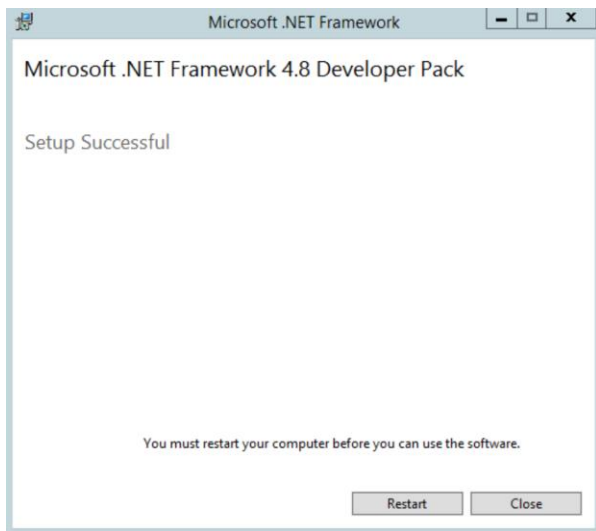 Microsoft .NET Framework
Microsoft .NET Framework 4.8 Developer Pack
Setup Successful
You must restart your computer before you can use the software.
Restart
Close